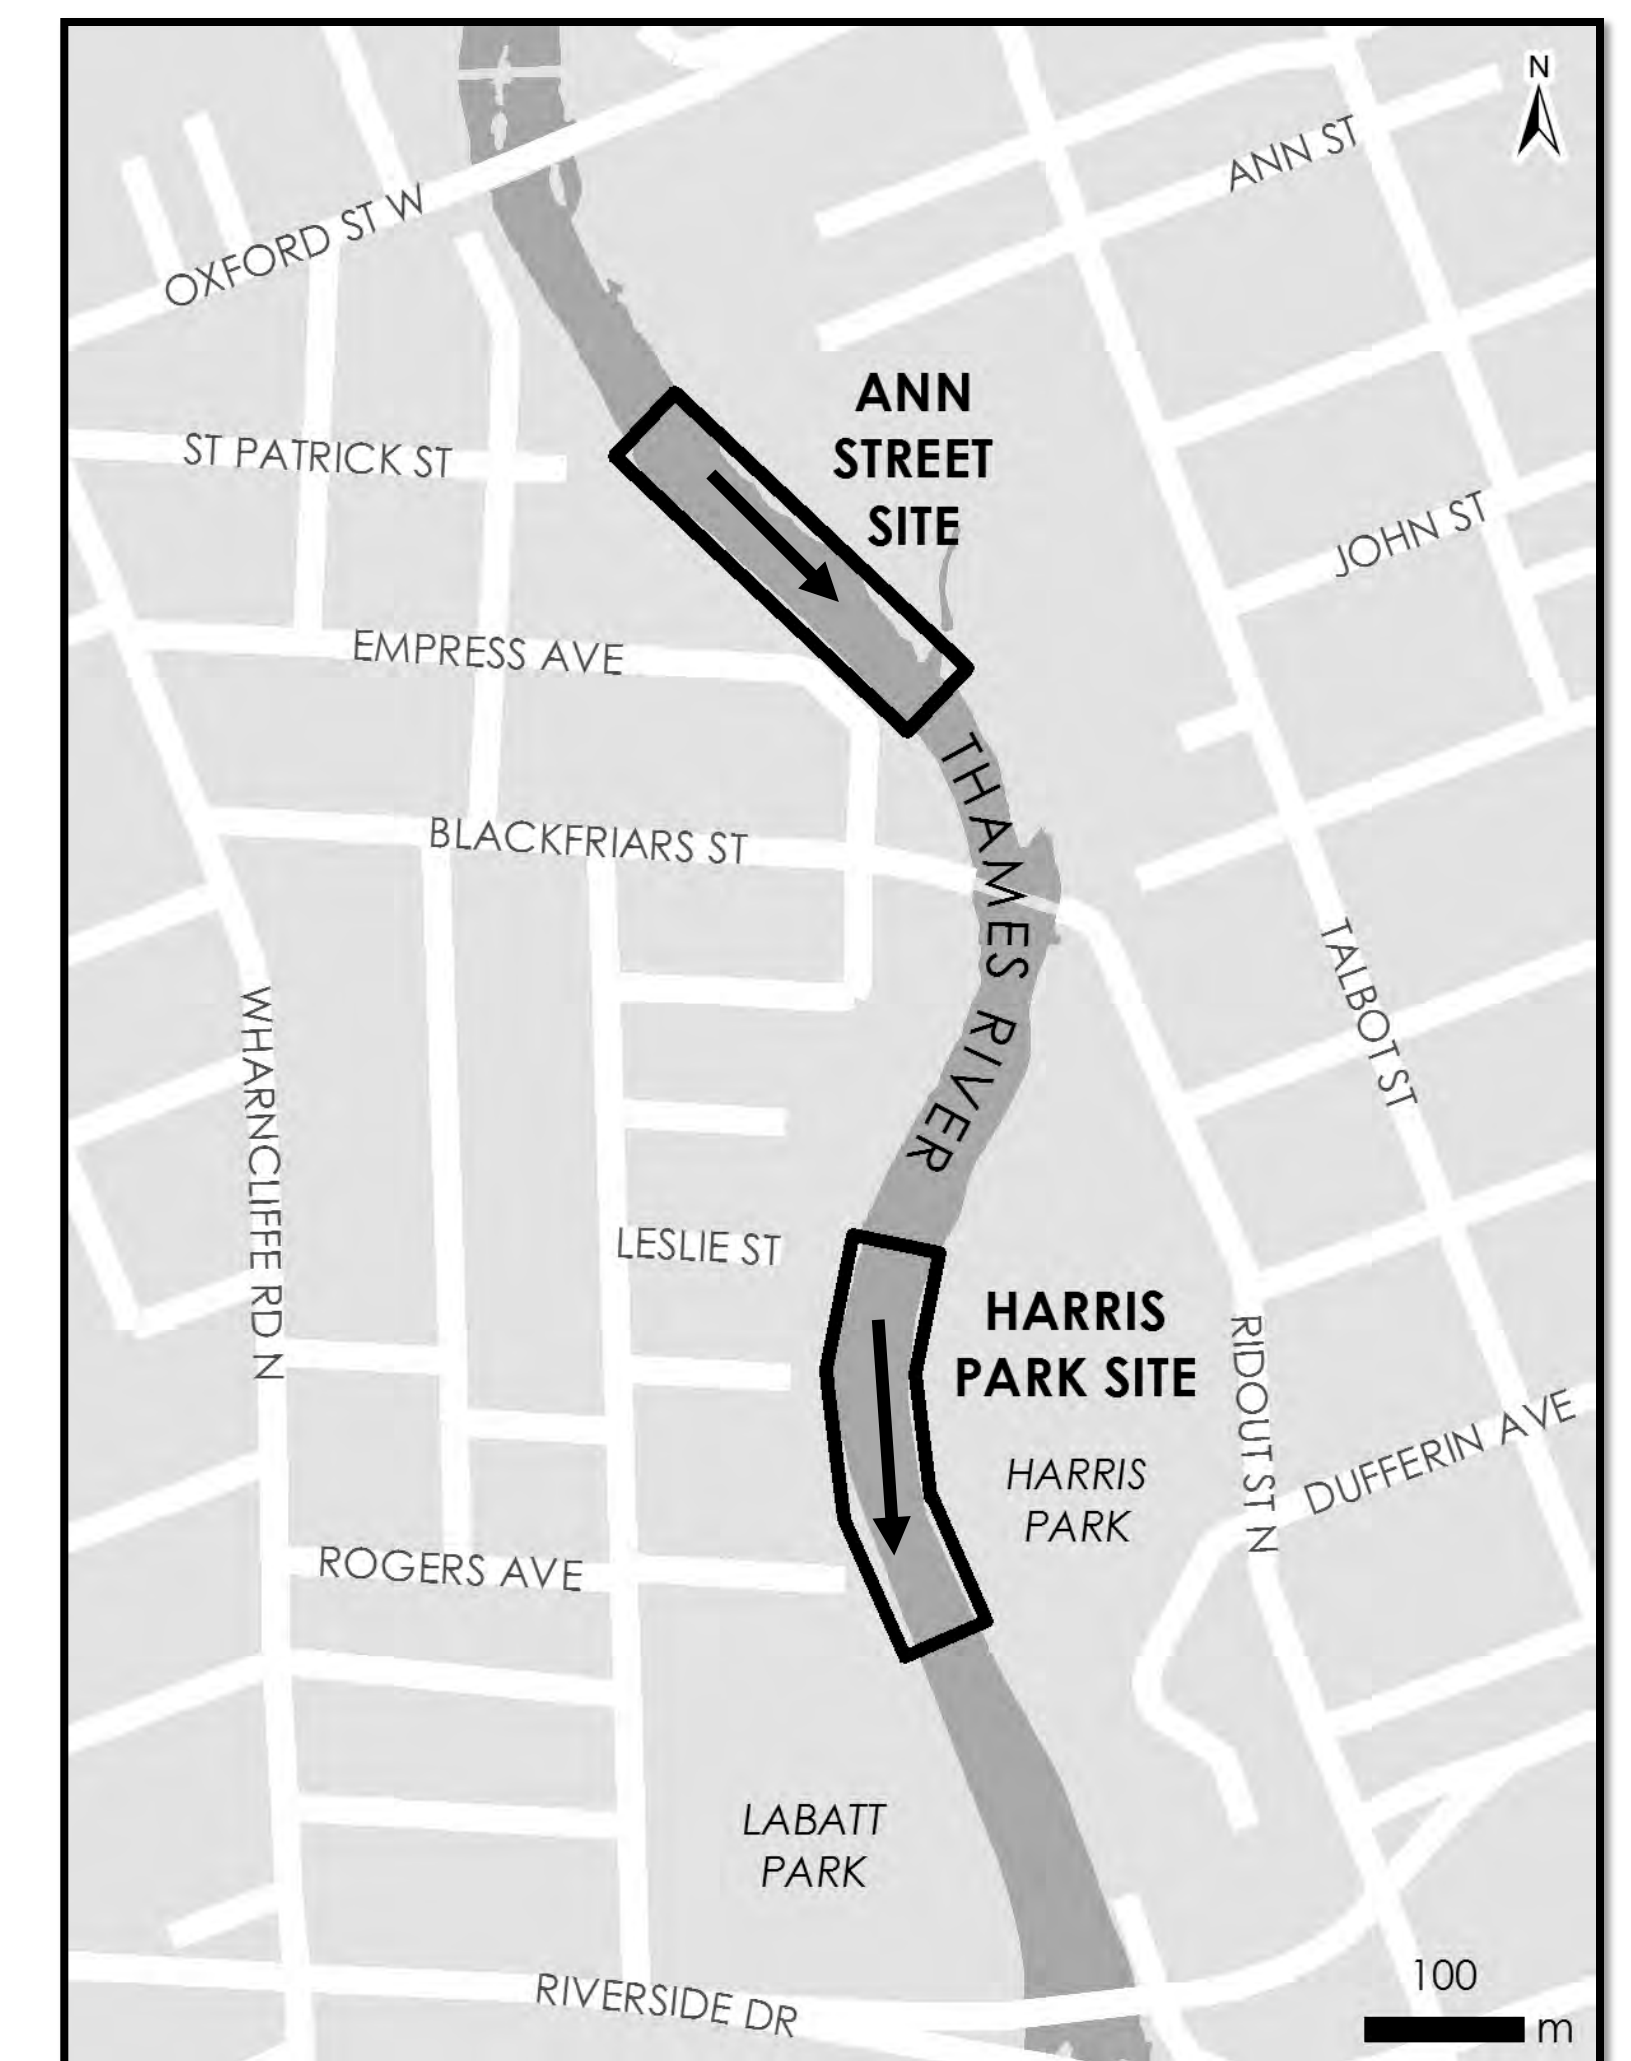 N
ANN ST
OXFORD ST W
ANN
STREET
SITE
ST PATRICK ST
JOHN ST
EMPRESS AVE
THAMES RIVER
BLACKFRIARS ST
TALBOT ST
WHARNCLIFFE RD N
LESLIE ST
HARRIS
PARK SITE
RIDOUT ST N
HARRIS
PARK
DUFFERIN AVE
ROGERS AVE
LABATT
PARK
RIVERSIDE DR
100
m